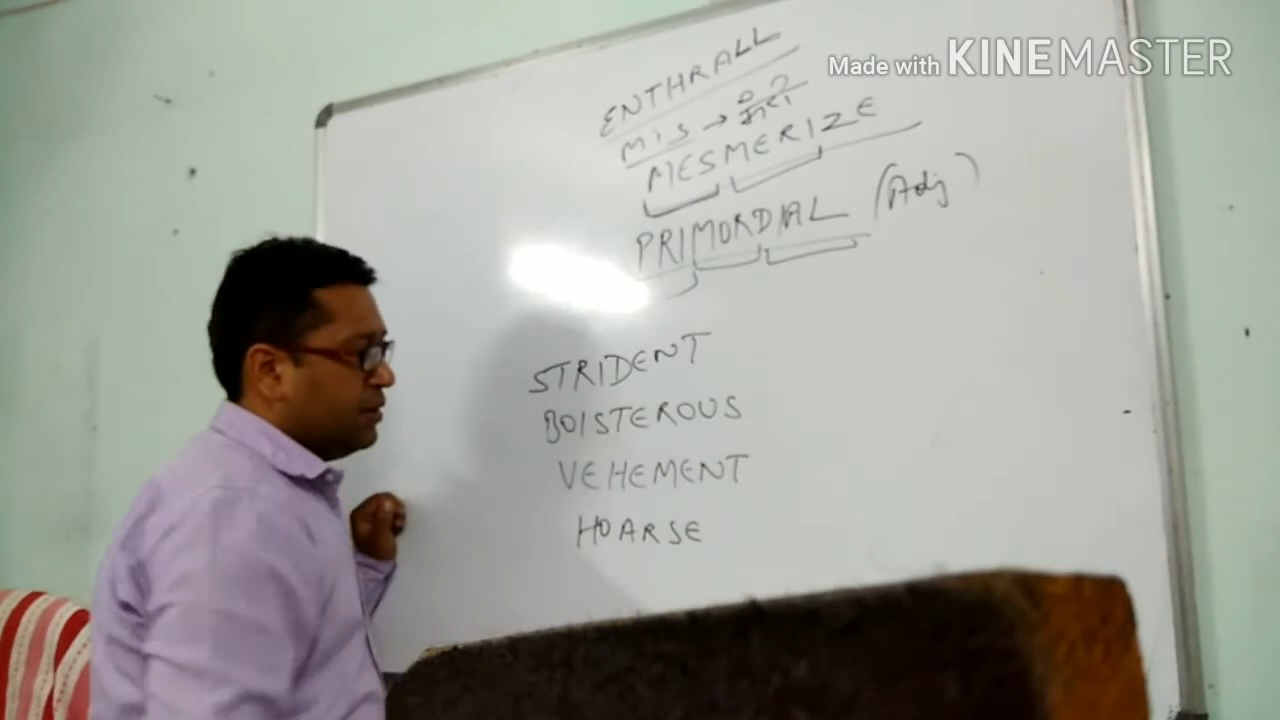 Made with KINEMASTER
ENTHRALL
mis →
MESMERIZE
PRIMORDIAL (Adj)
STRIDENT
BOISTEROUS
VEHEMENT
HOARSE